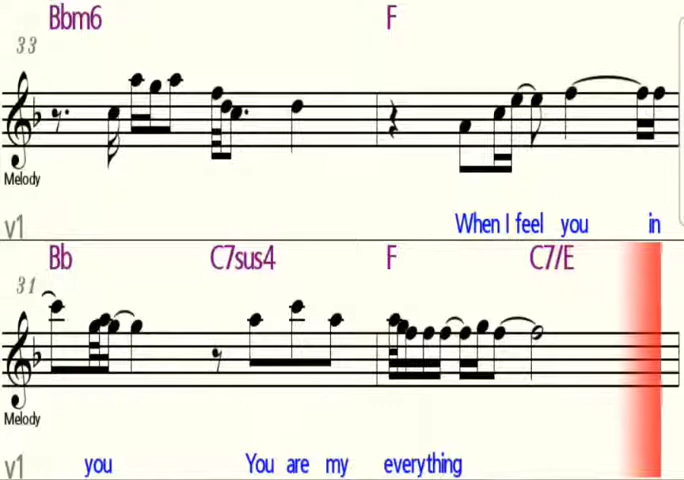 Bbm6 F
33
Melody
v1 When I feel you in
Bb C7sus4 F C7/E
31
Melody
v1 you You are my everything